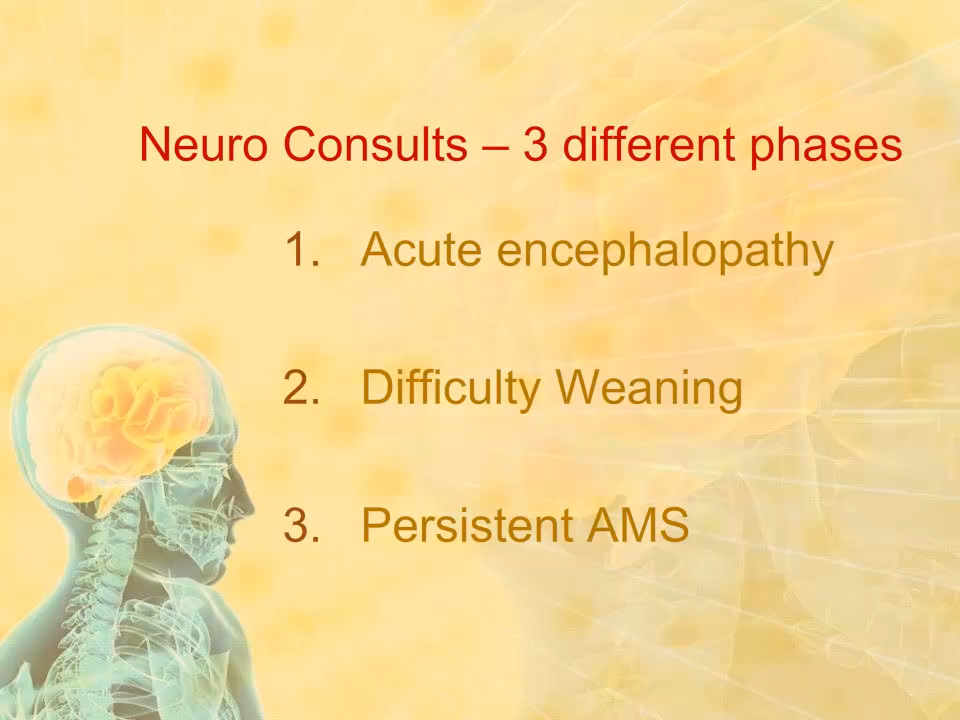 Neuro Consults – 3 different phases
1. Acute encephalopathy
2. Difficulty Weaning
3. Persistent AMS